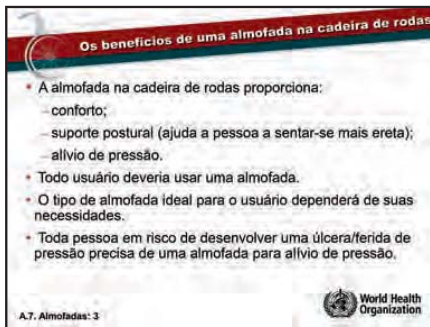 Os benefícios de uma almofada na cadeira de rodas
• A almofada na cadeira de rodas proporciona:
–conforto;
–suporte postural (ajuda a pessoa a sentar-se mais ereta);
–alívio de pressão.
• Todo usuário deveria usar uma almofada.
• O tipo de almofada ideal para o usuário dependerá de suas
necessidades.
• Toda pessoa em risco de desenvolver uma úlcera/ferida de
pressão precisa de uma almofada para alívio de pressão.
A.7. Almofadas: 3
World Health
Organization